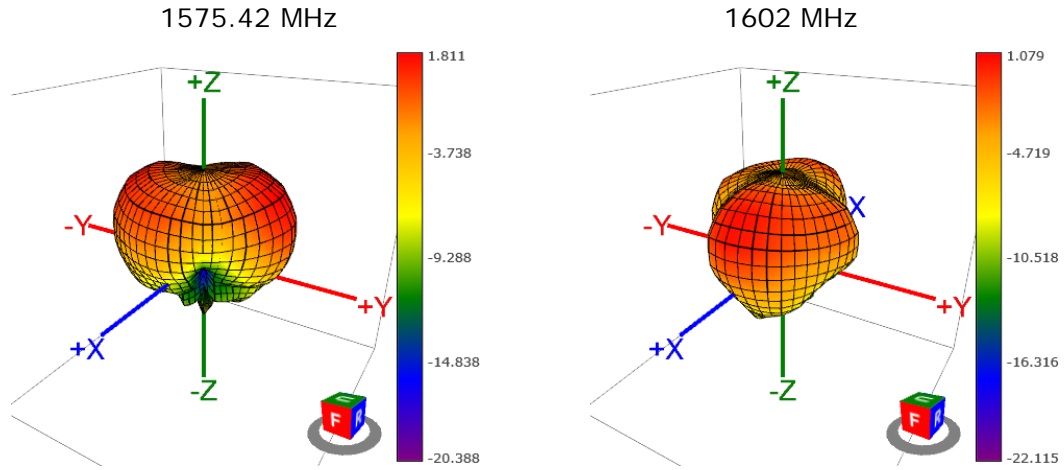 1575.42 MHz
+Z
-Y
+Y
+X
-Z
1.811
-3.738
-9.288
-14.838
-20.388
F
R
1602 MHz
+Z
-Y
X
+Y
+X
-Z
1.079
-4.719
-10.518
-16.316
-22.115
F
R